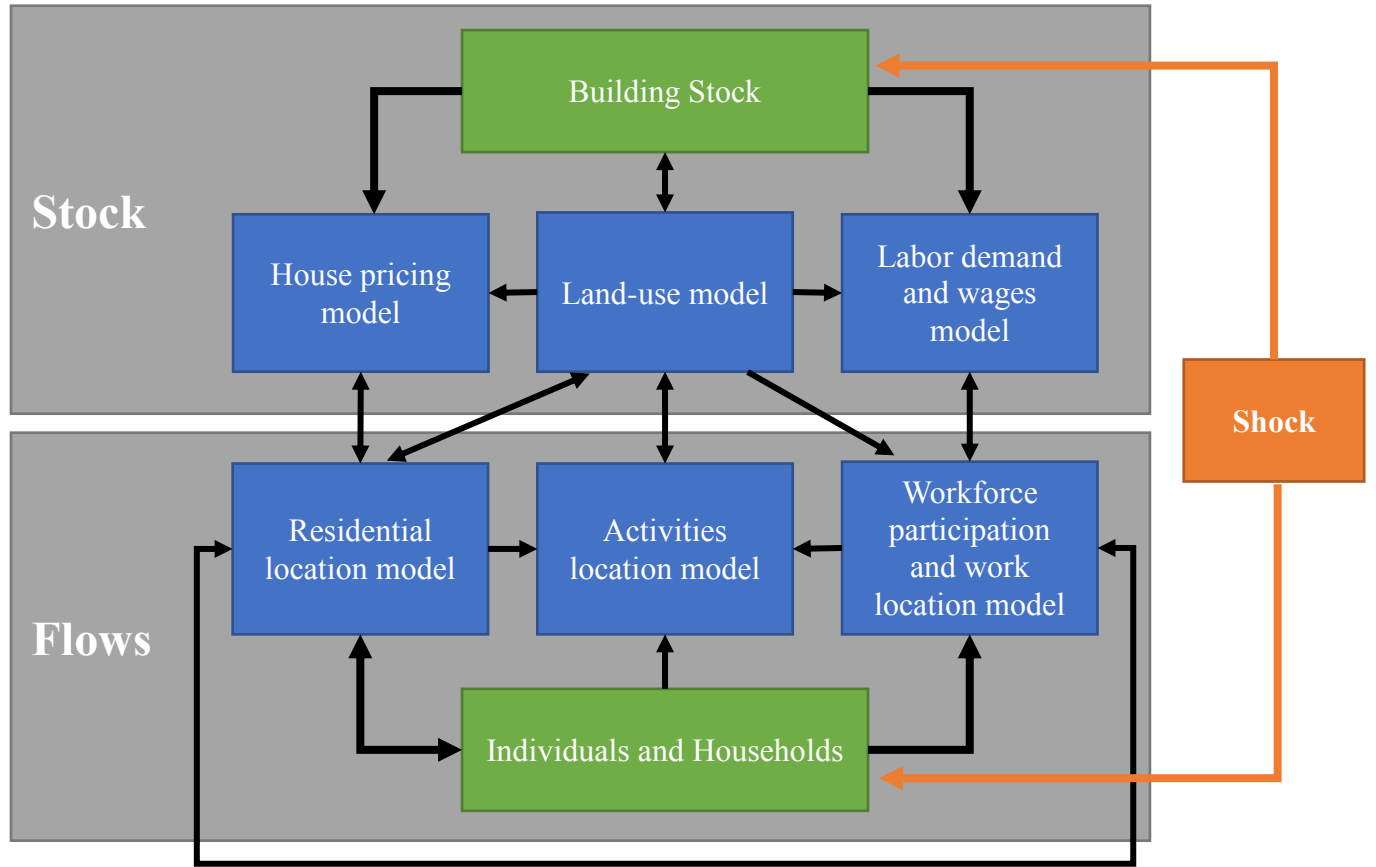 Building Stock
Stock
House pricing
model
Land-use model
Labor demand
and wages
model
Shock
Residential
location model
Activities
location model
Workforce
participation
and work
location model
Flows
Individuals and Households